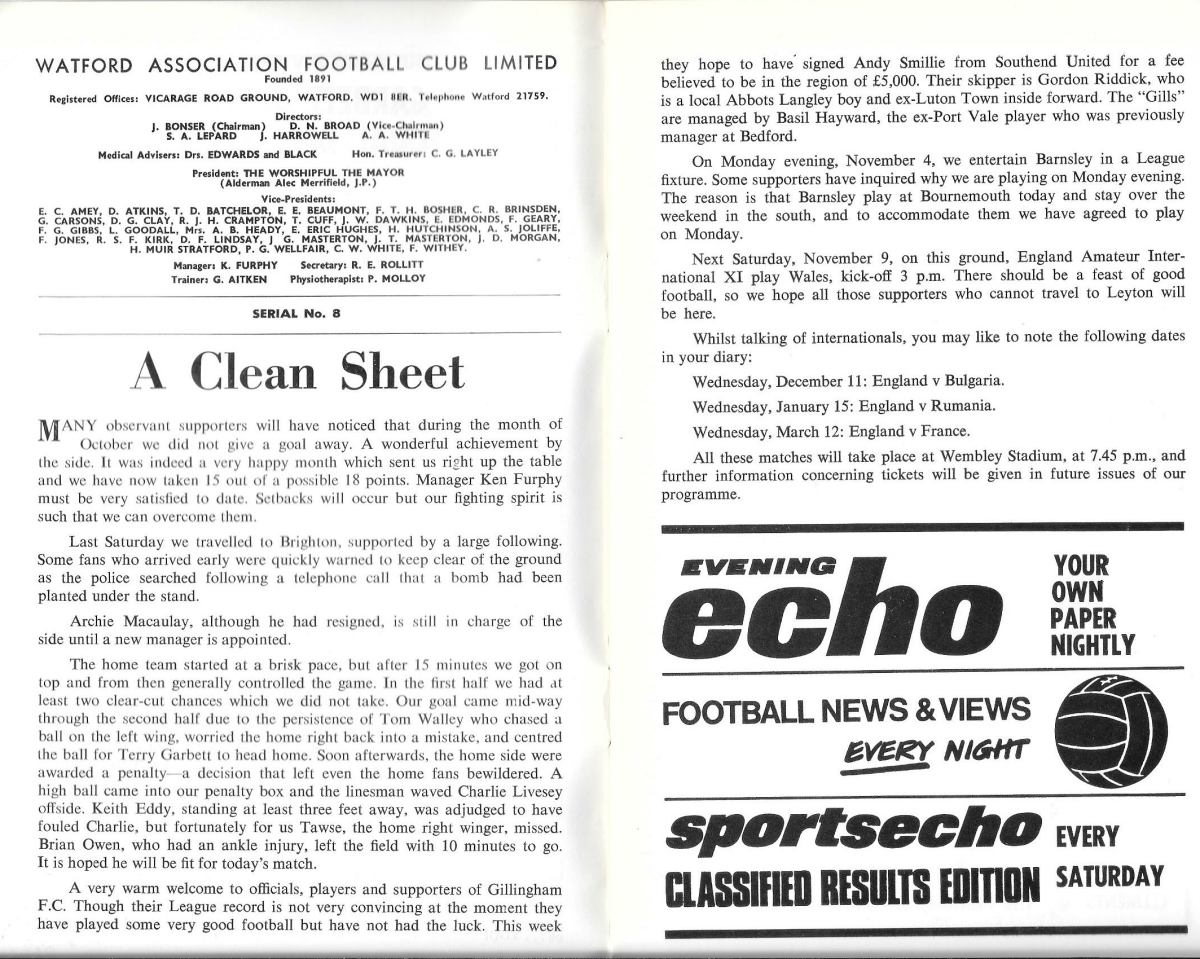 WATFORD ASSOCIATION FOOTBALL CLUB LIMITED
Founded 1891
Registered Offices: VICARAGE ROAD GROUND, WATFORD. WD1 8ER. Telephone Watford 21759.
Directors:
J. BONSER (Chairman) D. N. BROAD (Vice-Chairman)
S. A. LEPARD J. HARROWELL A. A. WHITE
Medical Advisers: Drs. EDWARDS and BLACK Hon. Treasurer: C. G. LAYLEY
President: THE WORSHIPFUL THE MAYOR
(Alderman Alec Merrifield, J.P.)
Vice-Presidents:
E. C. AMEY, D. ATKINS, T. D. BATCHELOR, E. E. BEAUMONT, F. T. H. BOSHER, C. R. BRINSDEN,
G. CARSONS, D. G. CLAY, R. J. H. CRAMPTON, T. CUFF, J. W. DAWKINS, E. EDMONDS, F. GEARY,
F. G. GIBBS, L. GOODALL, Mrs. A. B. HEADY, E. ERIC HUGHES, H. HUTCHINSON, A. S. JOLIFFE,
F. JONES, R. S. F. KIRK, D. F. LINDSAY, J G. MASTERTON, J. T. MASTERTON, J. D. MORGAN,
H. MUIR STRATFORD, P. G. WELLFAIR, C. W. WHITE, F. WITHEY.
Manager: K. FURPHY Secretary: R. E. ROLLITT
Trainer: G. AITKEN Physiotherapist: P. MOLLOY
SERIAL No. 8
A Clean Sheet
MANY observant supporters will have noticed that during the month of
October we did not give a goal away. A wonderful achievement by
the side. It was indeed a very happy month which sent us right up the table
and we have now taken 15 out of a possible 18 points. Manager Ken Furphy
must be very satisfied to date. Setbacks will occur but our fighting spirit is
such that we can overcome them.
Last Saturday we travelled to Brighton, supported by a large following.
Some fans who arrived early were quickly warned to keep clear of the ground
as the police searched following a telephone call that a bomb had been
planted under the stand.
Archie Macaulay, although he had resigned, is still in charge of the
side until a new manager is appointed.
The home team started at a brisk pace, but after 15 minutes we got on
top and from then generally controlled the game. In the first half we had at
least two clear-cut chances which we did not take. Our goal came mid-way
through the second half due to the persistence of Tom Walley who chased a
ball on the left wing, worried the home right back into a mistake, and centred
the ball for Terry Garbett to head home. Soon afterwards, the home side were
awarded a penalty—a decision that left even the home fans bewildered. A
high ball came into our penalty box and the linesman waved Charlie Livesey
offside. Keith Eddy, standing at least three feet away, was adjudged to have
fouled Charlie, but fortunately for us Tawse, the home right winger, missed.
Brian Owen, who had an ankle injury, left the field with 10 minutes to go.
It is hoped he will be fit for today's match.
A very warm welcome to officials, players and supporters of Gillingham
F.C. Though their League record is not very convincing at the moment they
have played some very good football but have not had the luck. This week
they hope to have signed Andy Smillie from Southend United for a fee
believed to be in the region of £5,000. Their skipper is Gordon Riddick, who
is a local Abbots Langley boy and ex-Luton Town inside forward. The "Gills"
are managed by Basil Hayward, the ex-Port Vale player who was previously
manager at Bedford.
On Monday evening, November 4, we entertain Barnsley in a League
fixture. Some supporters have inquired why we are playing on Monday evening.
The reason is that Barnsley play at Bournemouth today and stay over the
weekend in the south, and to accommodate them we have agreed to play
on Monday.
Next Saturday, November 9, on this ground, England Amateur Inter-
national XI play Wales, kick-off 3 p.m. There should be a feast of good
football, so we hope all those supporters who cannot travel to Leyton will
be here.
Whilst talking of internationals, you may like to note the following dates
in your diary:
Wednesday, December 11: England v Bulgaria.
Wednesday, January 15: England v Rumania.
Wednesday, March 12: England v France.
All these matches will take place at Wembley Stadium, at 7.45 p.m., and
further information concerning tickets will be given in future issues of our
programme.
EVENING
echo
YOUR
OWN
PAPER
NIGHTLY
FOOTBALL NEWS & VIEWS
EVERY NIGHT
sportsecho
CLASSIFIED RESULTS EDITION
EVERY
SATURDAY